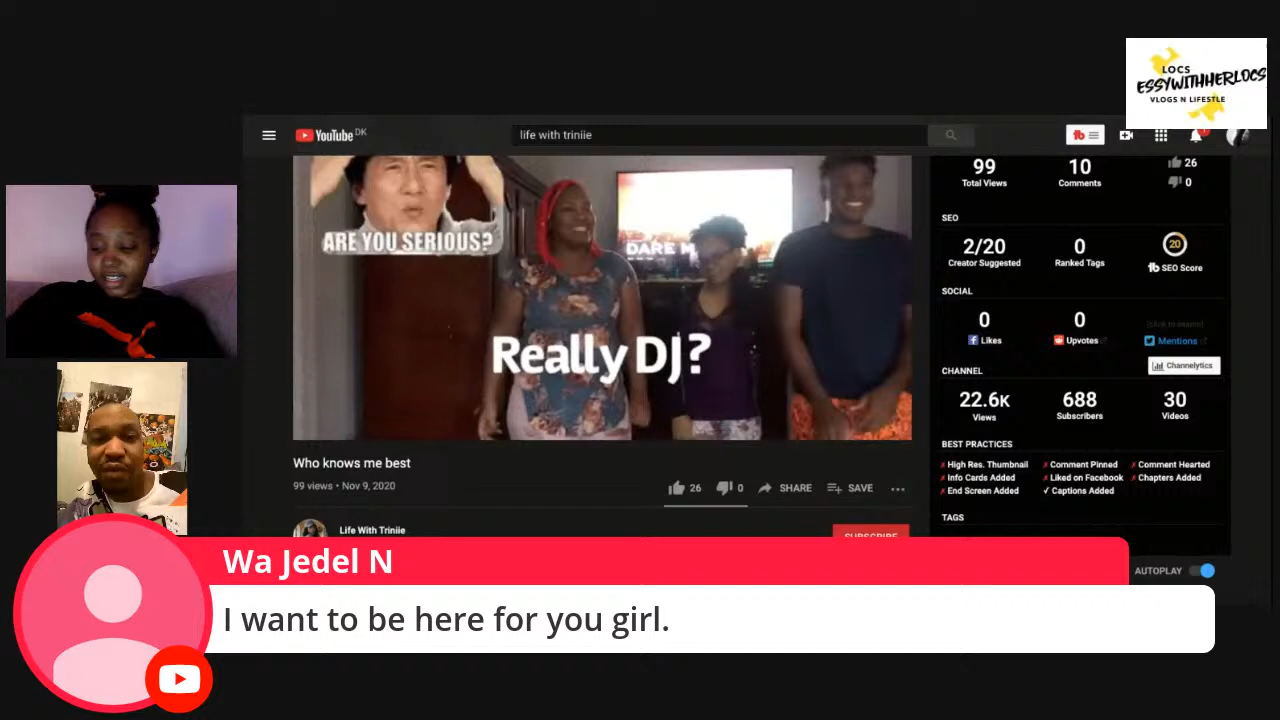 LOCS
ESSYWITHHERLOCS
VLOGS N LIFESTLE
YouTube DK
life with triniie
ARE YOU SERIOUS?
DARE M
Really DJ?
99
Total Views
10
Comments
26
0
SEO
2/20
Creator Suggested
0
Ranked Tags
20
tb SEO Score
SOCIAL
0
Likes
0
Upvotes
Mentions
Channelytics
CHANNEL
22.6K
Views
688
Subscribers
30
Videos
BEST PRACTICES
✗ High Res. Thumbnail
✗ Comment Pinned
✗ Comment Hearted
✗ Info Cards Added
✗ Liked on Facebook
✗ Chapters Added
✗ End Screen Added
✓ Captions Added
TAGS
Who knows me best
99 views • Nov 9, 2020
26
0
SHARE
SAVE
Life With Triniie
SUBSCRIBE
AUTOPLAY
Wa Jedel N
I want to be here for you girl.